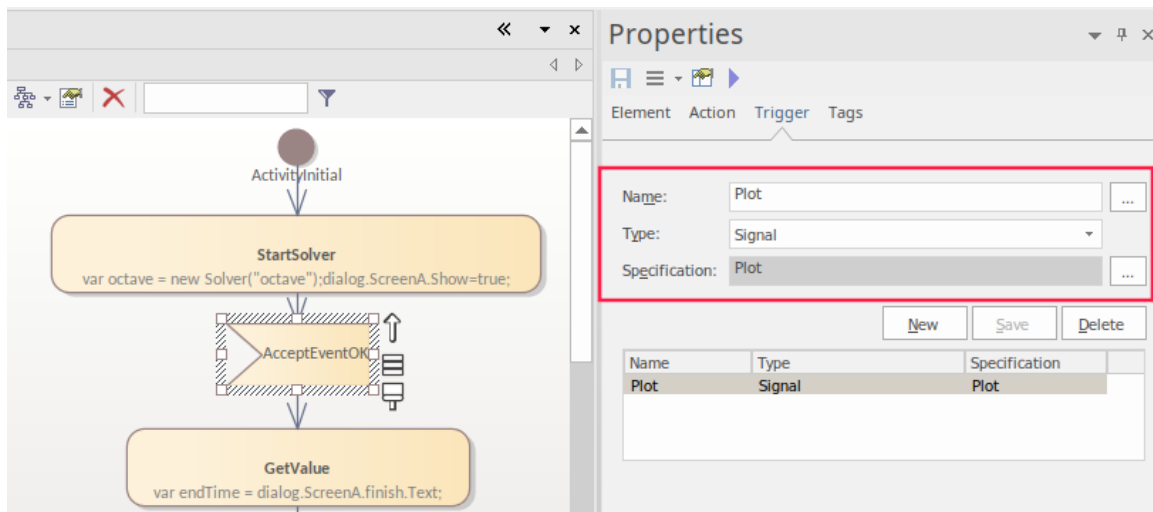 Properties
Element Action Trigger Tags
ActivityInitial
StartSolver
var octave = new Solver("octave");dialog.ScreenA.Show=true;
AcceptEventOK
GetValue
var endTime = dialog.ScreenA.finish.Text;
Name: Plot ...
Type: Signal
Specification: Plot ...
New Save Delete
Name Type Specification
Plot Signal Plot